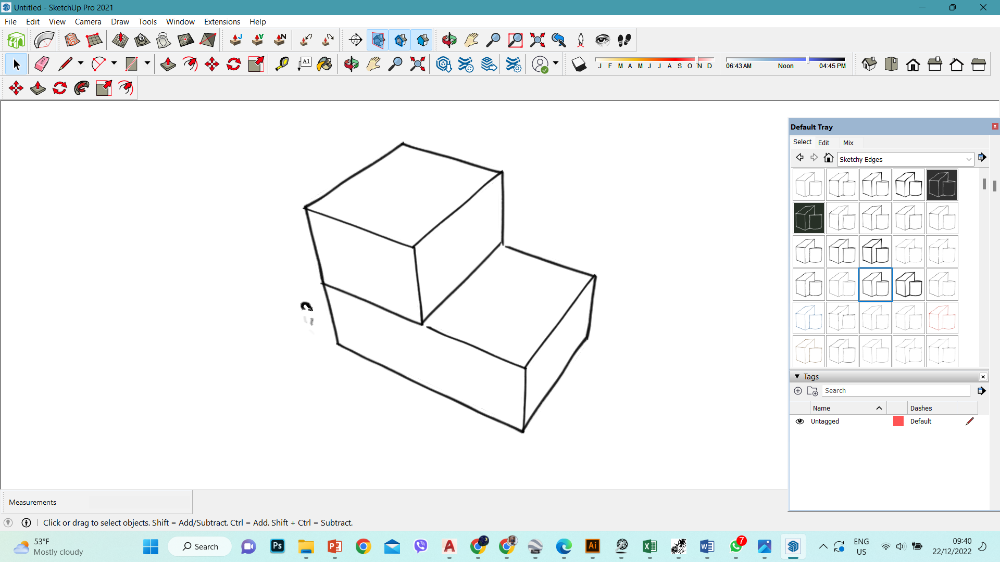 Untitled - SketchUp Pro 2021
File Edit View Camera Draw Tools Window Extensions Help
J V N
C
A-S
A1
J F M A M J J A S O N D
06:43 AM Noon 04:45 PM
Default Tray
Select Edit Mix
Sketchy Edges
Tags
Search
Name Dashes
Untagged Default
Measurements
Click or drag to select objects. Shift = Add/Subtract. Ctrl = Add. Shift + Ctrl = Subtract.
53°F
Mostly cloudy
Search
Ps
P
A
Pro
Ai
X
W
7
ENG
US
09:40
22/12/2022